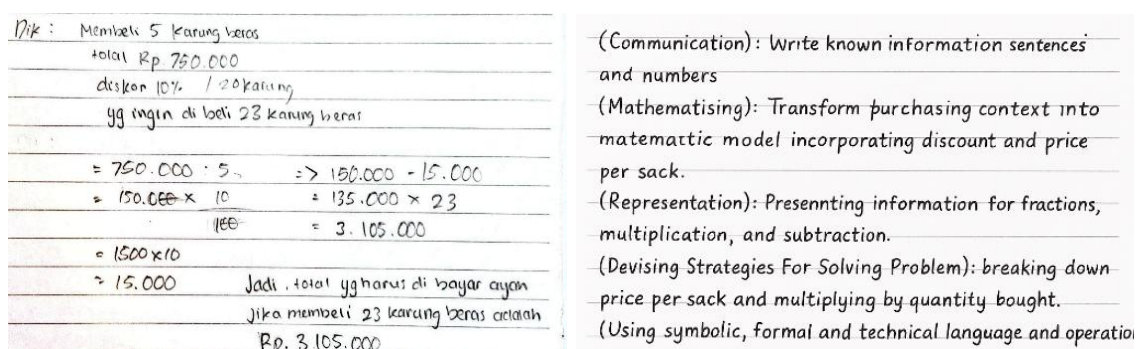 Dik : Membeli 5 karung beras
total Rp. 750.000
diskon 10% / 20 karung
yg ingin di beli 23 karung beras
= 750.000 : 5
= 150.000 × 10
100
= 1500 × 10
= 15.000
=> 150.000 - 15.000
= 135.000 × 23
= 3.105.000
Jadi, total yg harus di bayar ayah
jika membeli 23 karung beras adalah
Rp. 3.105.000
(Communication): Write known information sentences
and numbers
(Mathematising): Transform purchasing context into
matemattic model incorporating discount and price
per sack.
(Representation): Presennting information for fractions,
multiplication, and subtraction.
(Devising Strategies For Solving Problem): breaking down
price per sack and multiplying by quantity bought.
(Using symbolic, formal and technical language and operatio